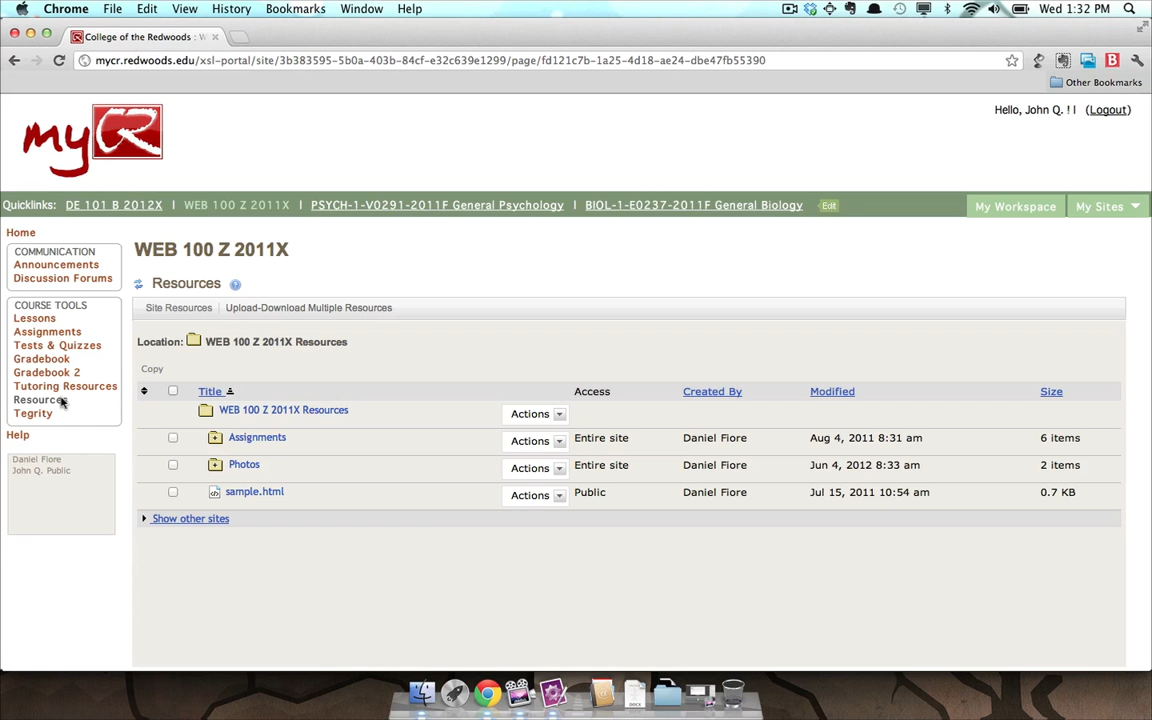 Chrome File Edit View History Bookmarks Window Help Wed 1:32 PM
College of the Redwoods : W
mycr.redwoods.edu/xsl-portal/site/3b383595-5b0a-403b-84cf-e32c639e1299/page/fd121c7b-1a25-4d18-ae24-dbe47fb55390
Other Bookmarks
Hello, John Q. ! | (Logout)
myCR
Quicklinks: DE 101 B 2012X | WEB 100 Z 2011X | PSYCH-1-V0291-2011F General Psychology | BIOL-1-E0237-2011F General Biology Edit My Workspace My Sites
Home
COMMUNICATION
Announcements
Discussion Forums
COURSE TOOLS
Lessons
Assignments
Tests & Quizzes
Gradebook
Gradebook 2
Tutoring Resources
Resources
Tegrity
Help
Daniel Fiore
John Q. Public
WEB 100 Z 2011X
Resources
Site Resources Upload-Download Multiple Resources
Location: WEB 100 Z 2011X Resources
Copy
Title Access Created By Modified Size
WEB 100 Z 2011X Resources Actions
Assignments Actions Entire site Daniel Fiore Aug 4, 2011 8:31 am 6 items
Photos Actions Entire site Daniel Fiore Jun 4, 2012 8:33 am 2 items
sample.html Actions Public Daniel Fiore Jul 15, 2011 10:54 am 0.7 KB
Show other sites
DOCX